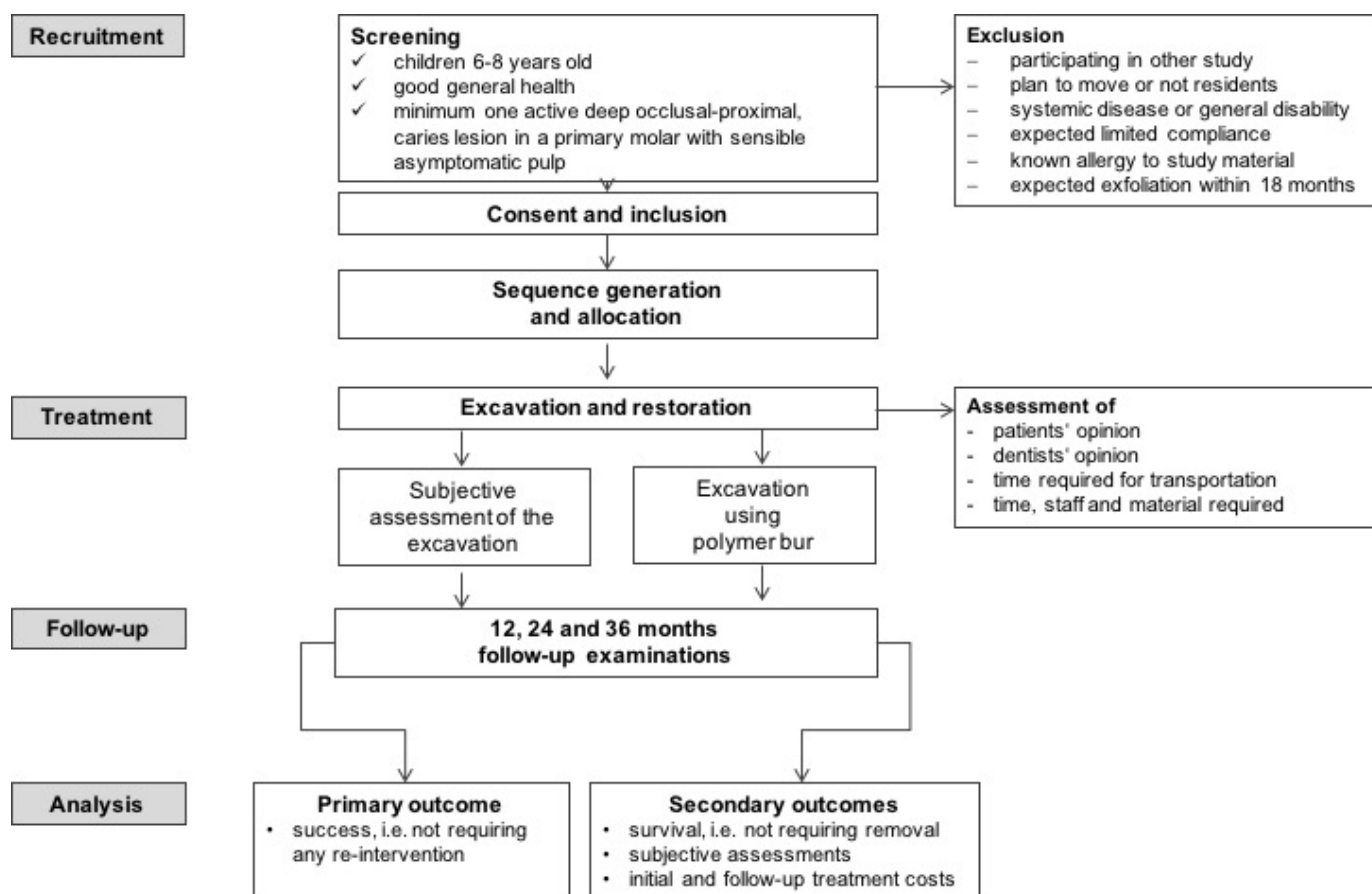 Recruitment
Screening
✓ children 6-8 years old
✓ good general health
✓ minimum one active deep occlusal-proximal,
caries lesion in a primary molar with sensible
asymptomatic pulp
Exclusion
– participating in other study
– plan to move or not residents
– systemic disease or general disability
– expected limited compliance
– known allergy to study material
– expected exfoliation within 18 months
Consent and inclusion
Sequence generation
and allocation
Treatment
Excavation and restoration
Assessment of
- patients‘ opinion
- dentists‘ opinion
- time required for transportation
- time, staff and material required
Subjective
assessment of the
excavation
Excavation
using
polymer bur
Follow-up
12, 24 and 36 months
follow-up examinations
Analysis
Primary outcome
• success, i.e. not requiring
any re-intervention
Secondary outcomes
• survival, i.e. not requiring removal
• subjective assessments
• initial and follow-up treatment costs